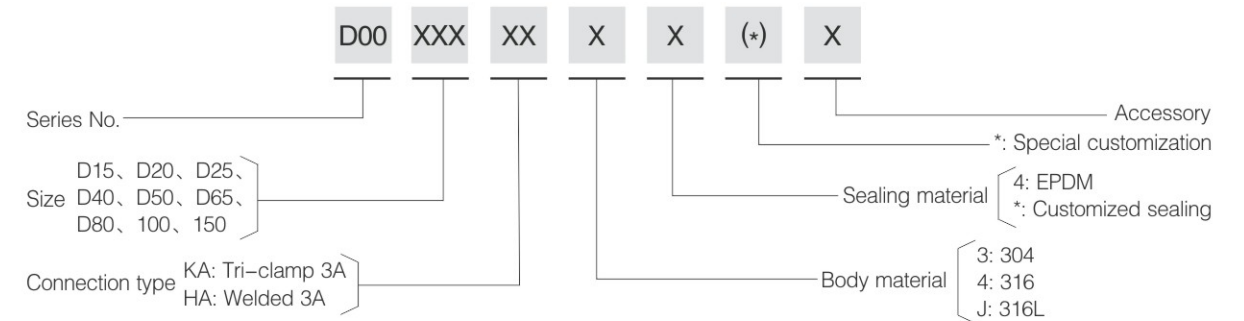 D00 XXX XX X X (*) X
Series No.
Accessory
*: Special customization
Size
D15、D20、D25、
D40、D50、D65、
D80、100、150
Sealing material
4: EPDM
*: Customized sealing
Connection type
KA: Tri-clamp 3A
HA: Welded 3A
Body material
3: 304
4: 316
J: 316L